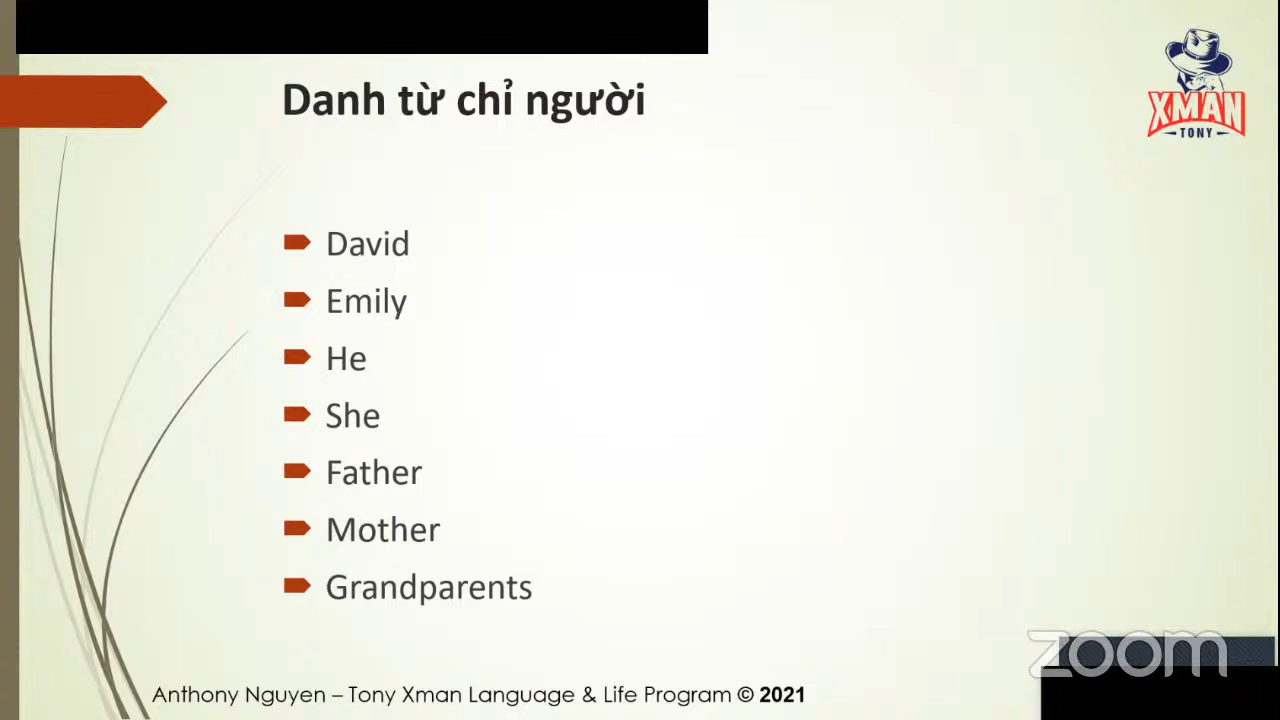 Danh từ chỉ người
XMAN
TONY
David
Emily
He
She
Father
Mother
Grandparents
zoom
Anthony Nguyen – Tony Xman Language & Life Program © 2021